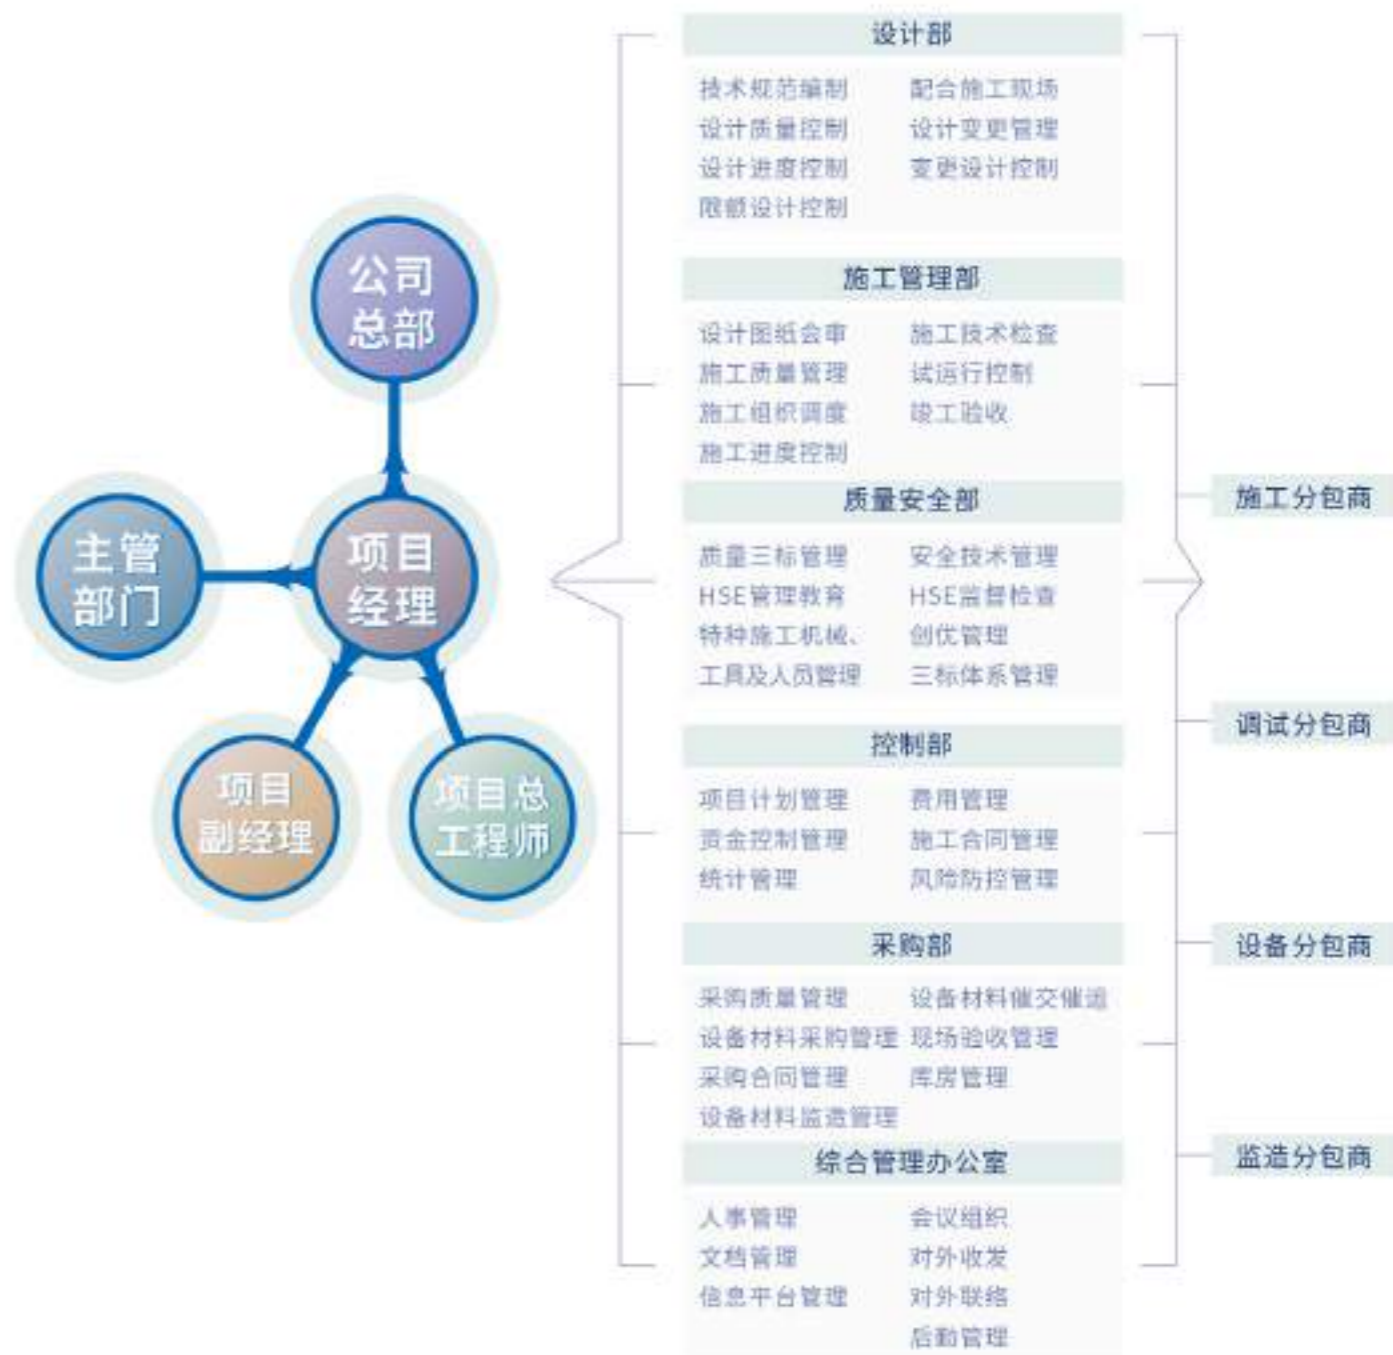 公司
总部
主管
部门
项目
经理
项目
副经理
项目总
工程师
设计部
技术规范编制
设计质量控制
设计进度控制
限额设计控制
配合施工现场
设计变更管理
变更设计控制
施工管理部
设计图纸会审
施工质量管理
施工组织调度
施工进度控制
施工技术检查
试运行控制
竣工验收
质量安全部
质量三标管理
HSE管理教育
特种施工机械、
工具及人员管理
安全技术管理
HSE监督检查
创优管理
三标体系管理
控制部
项目计划管理
资金控制管理
统计管理
费用管理
施工合同管理
风险防控管理
采购部
采购质量管理
设备材料采购管理
采购合同管理
设备材料监造管理
设备材料催交催运
现场验收管理
库房管理
综合管理办公室
人事管理
文档管理
信息平台管理
会议组织
对外收发
对外联络
后勤管理
施工分包商
调试分包商
设备分包商
监造分包商